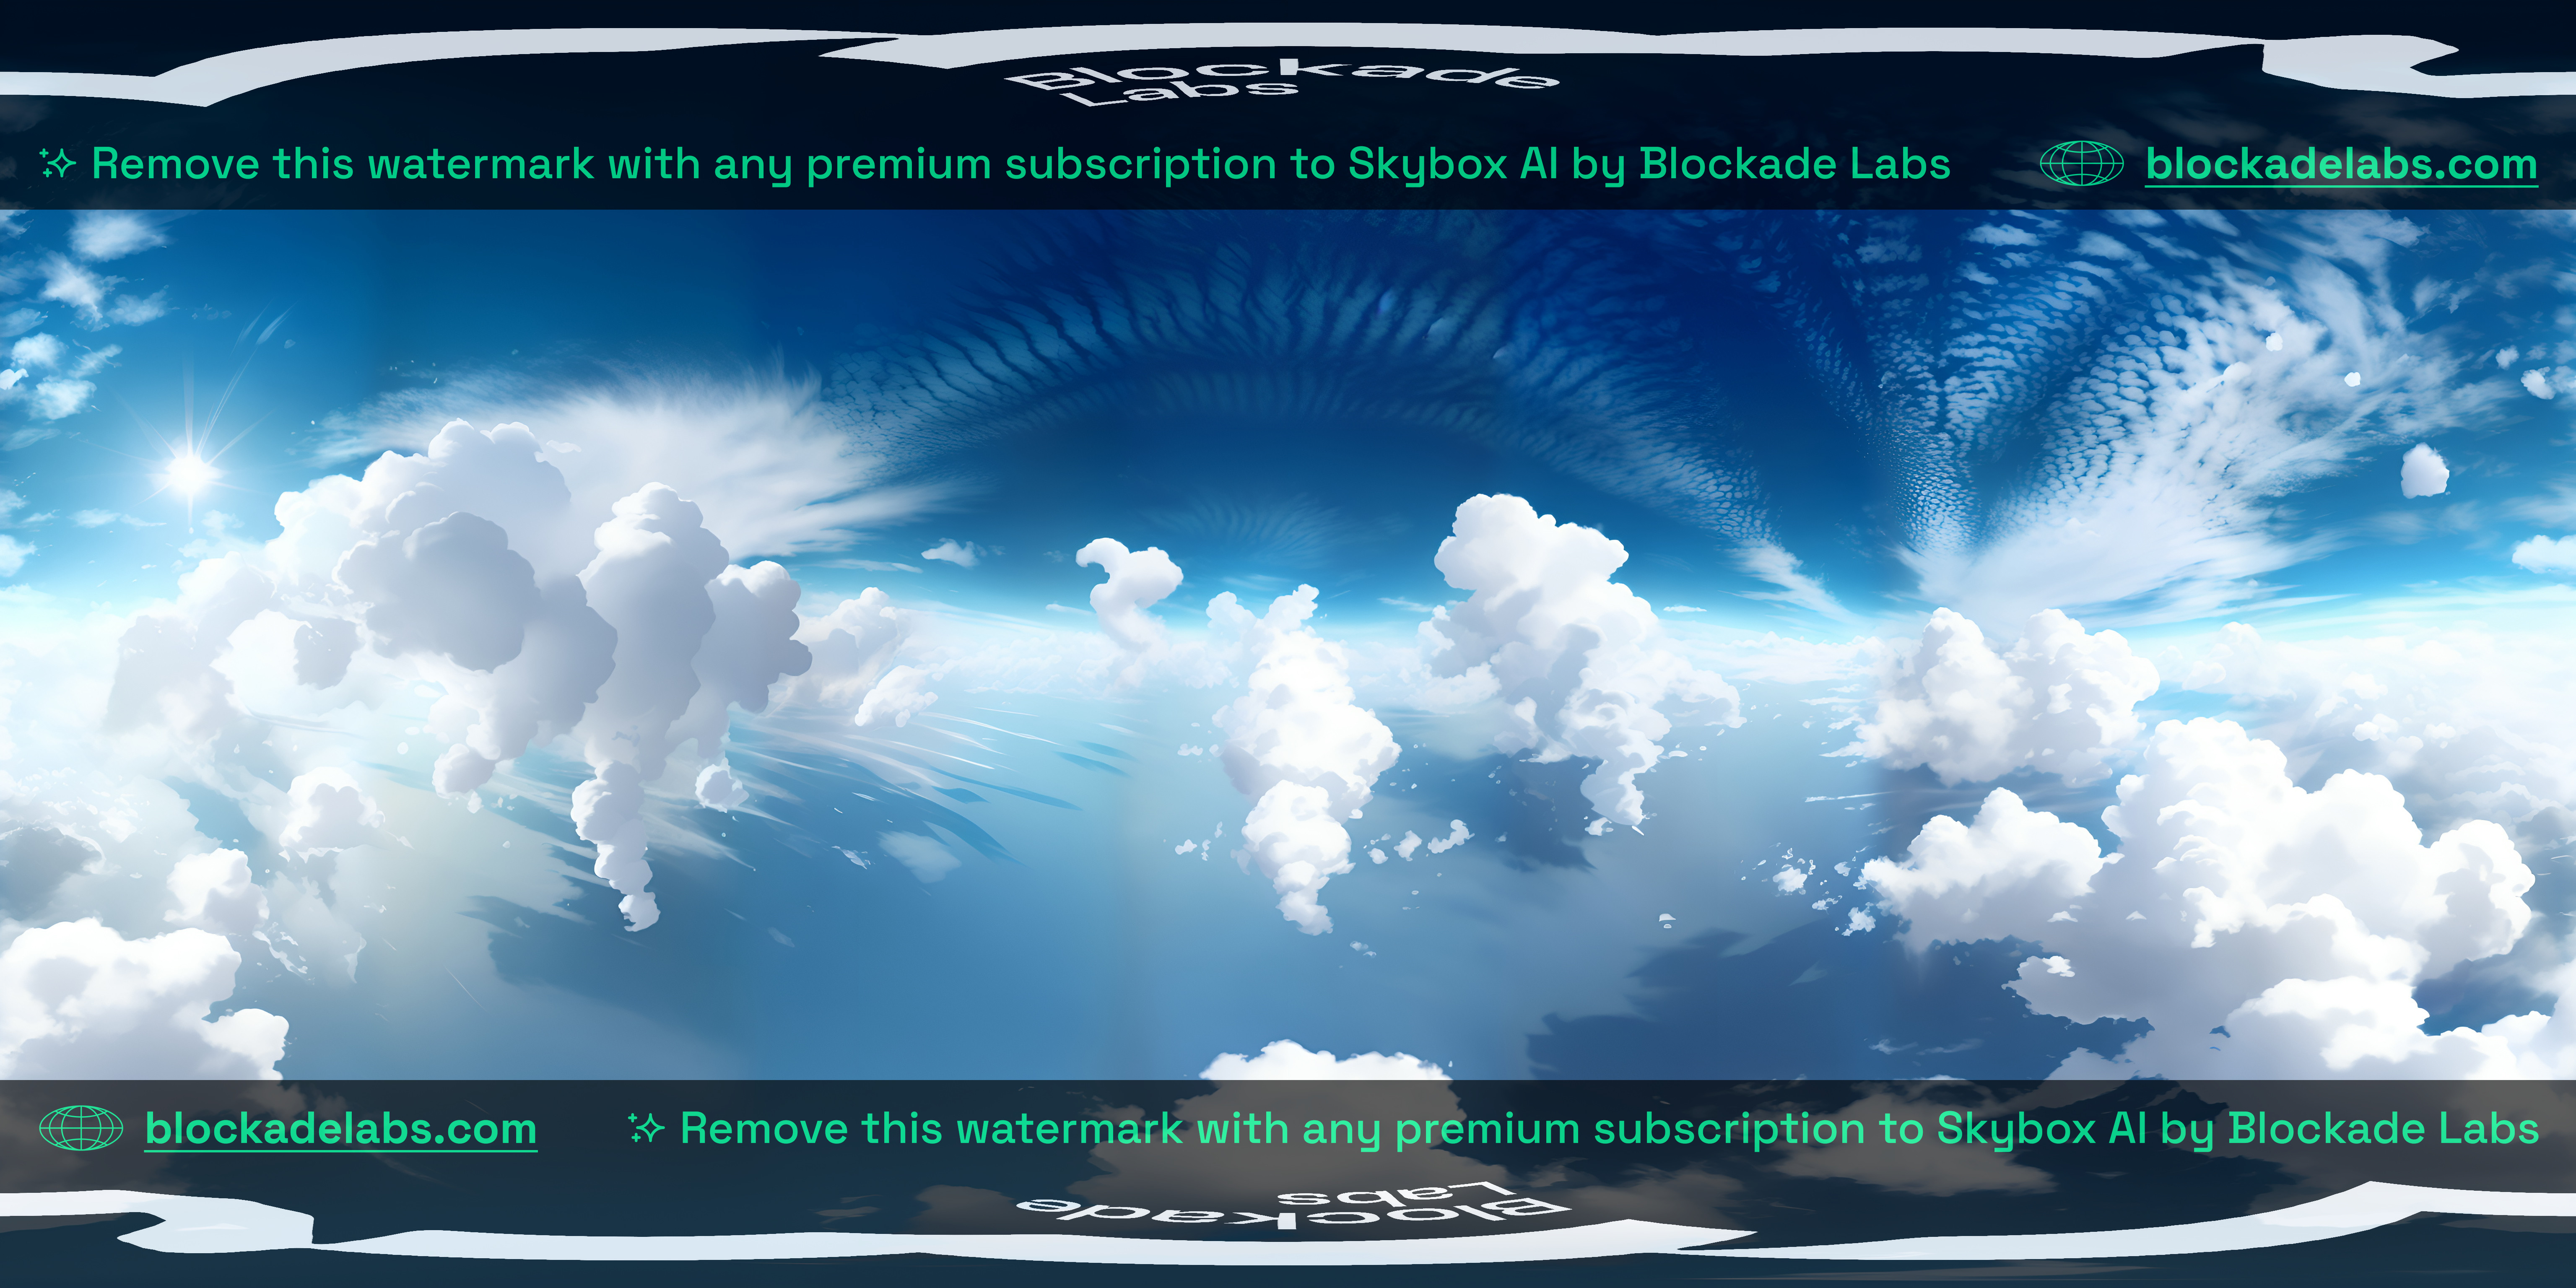 Blockade
Labs
Remove this watermark with any premium subscription to Skybox AI by Blockade Labs
blockadelabs.com
blockadelabs.com
Remove this watermark with any premium subscription to Skybox AI by Blockade Labs
Labs
Blockade